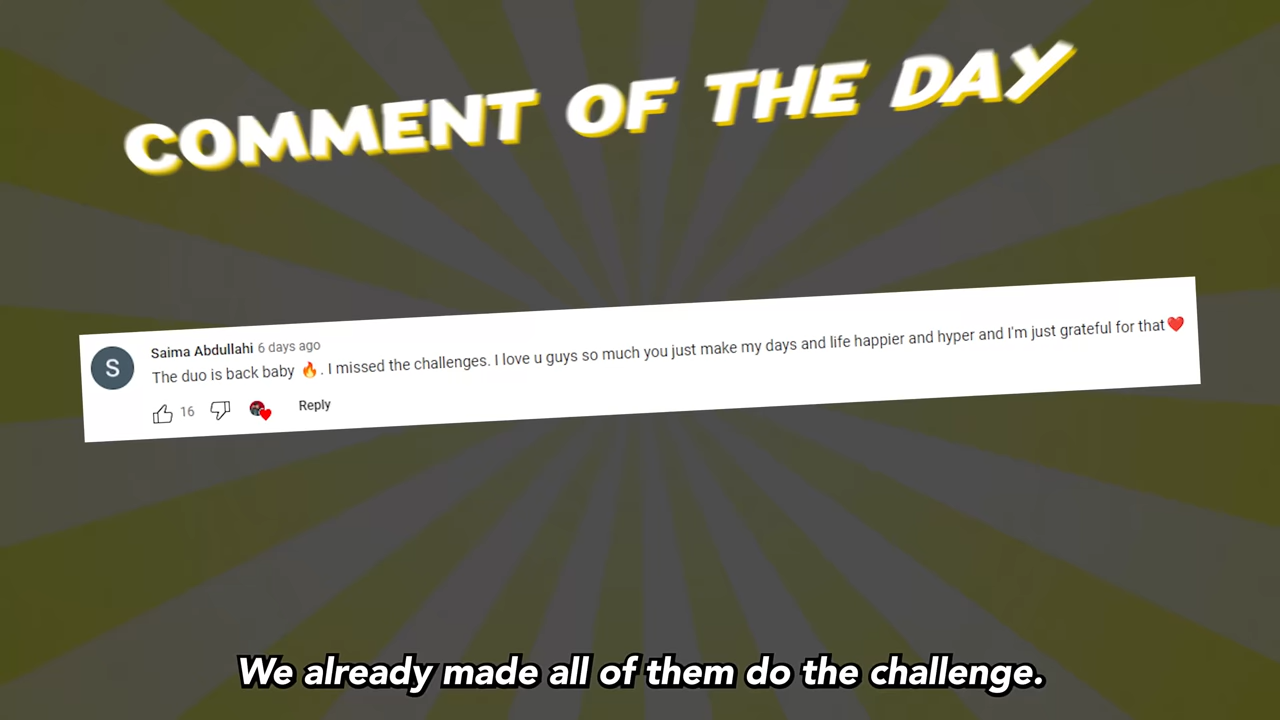 COMMENT OF THE DAY
S
Saima Abdullahi 6 days ago
The duo is back baby 🔥. I missed the challenges. I love u guys so much you just make my days and life happier and hyper and I'm just grateful for that❤️
16
Reply
We already made all of them do the challenge.